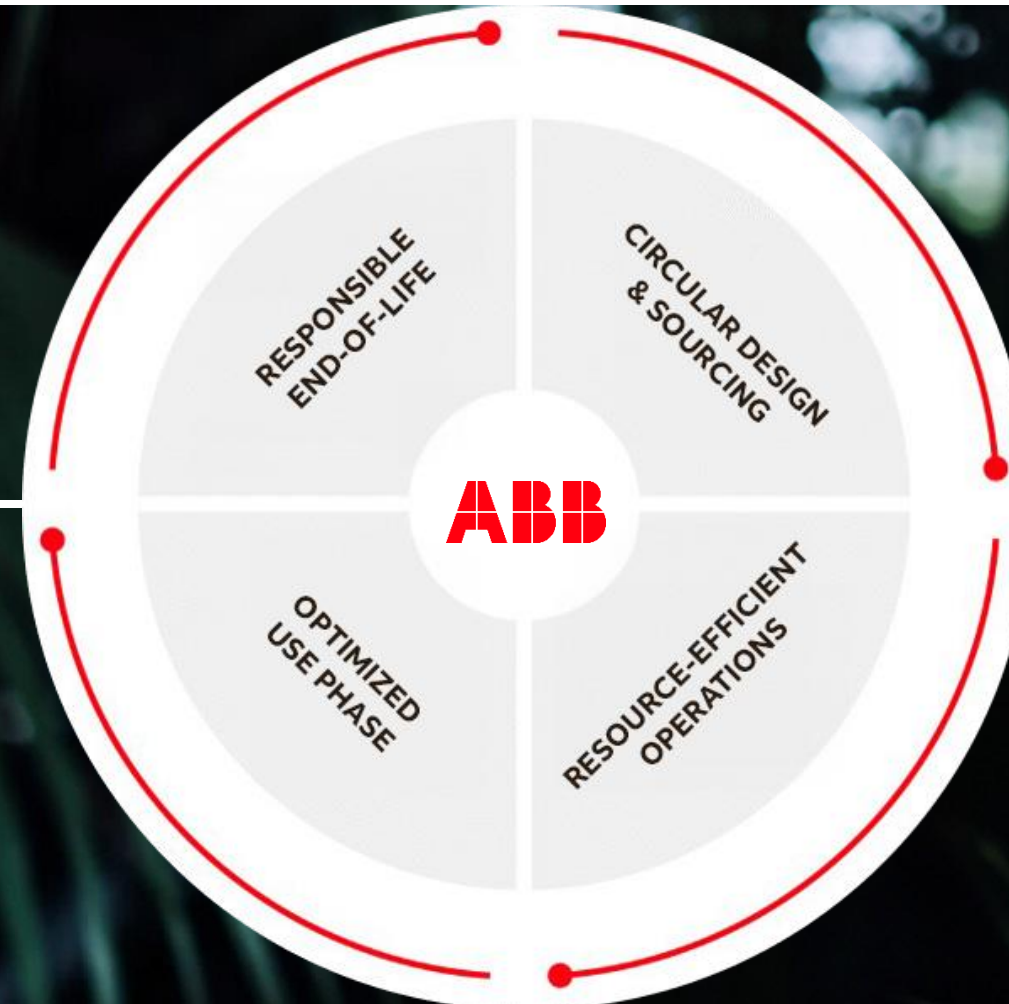 RESPONSIBLE
END-OF-LIFE
CIRCULAR DESIGN
& SOURCING
ABB
OPTIMIZED
USE PHASE
RESOURCE-EFFICIENT
OPERATIONS